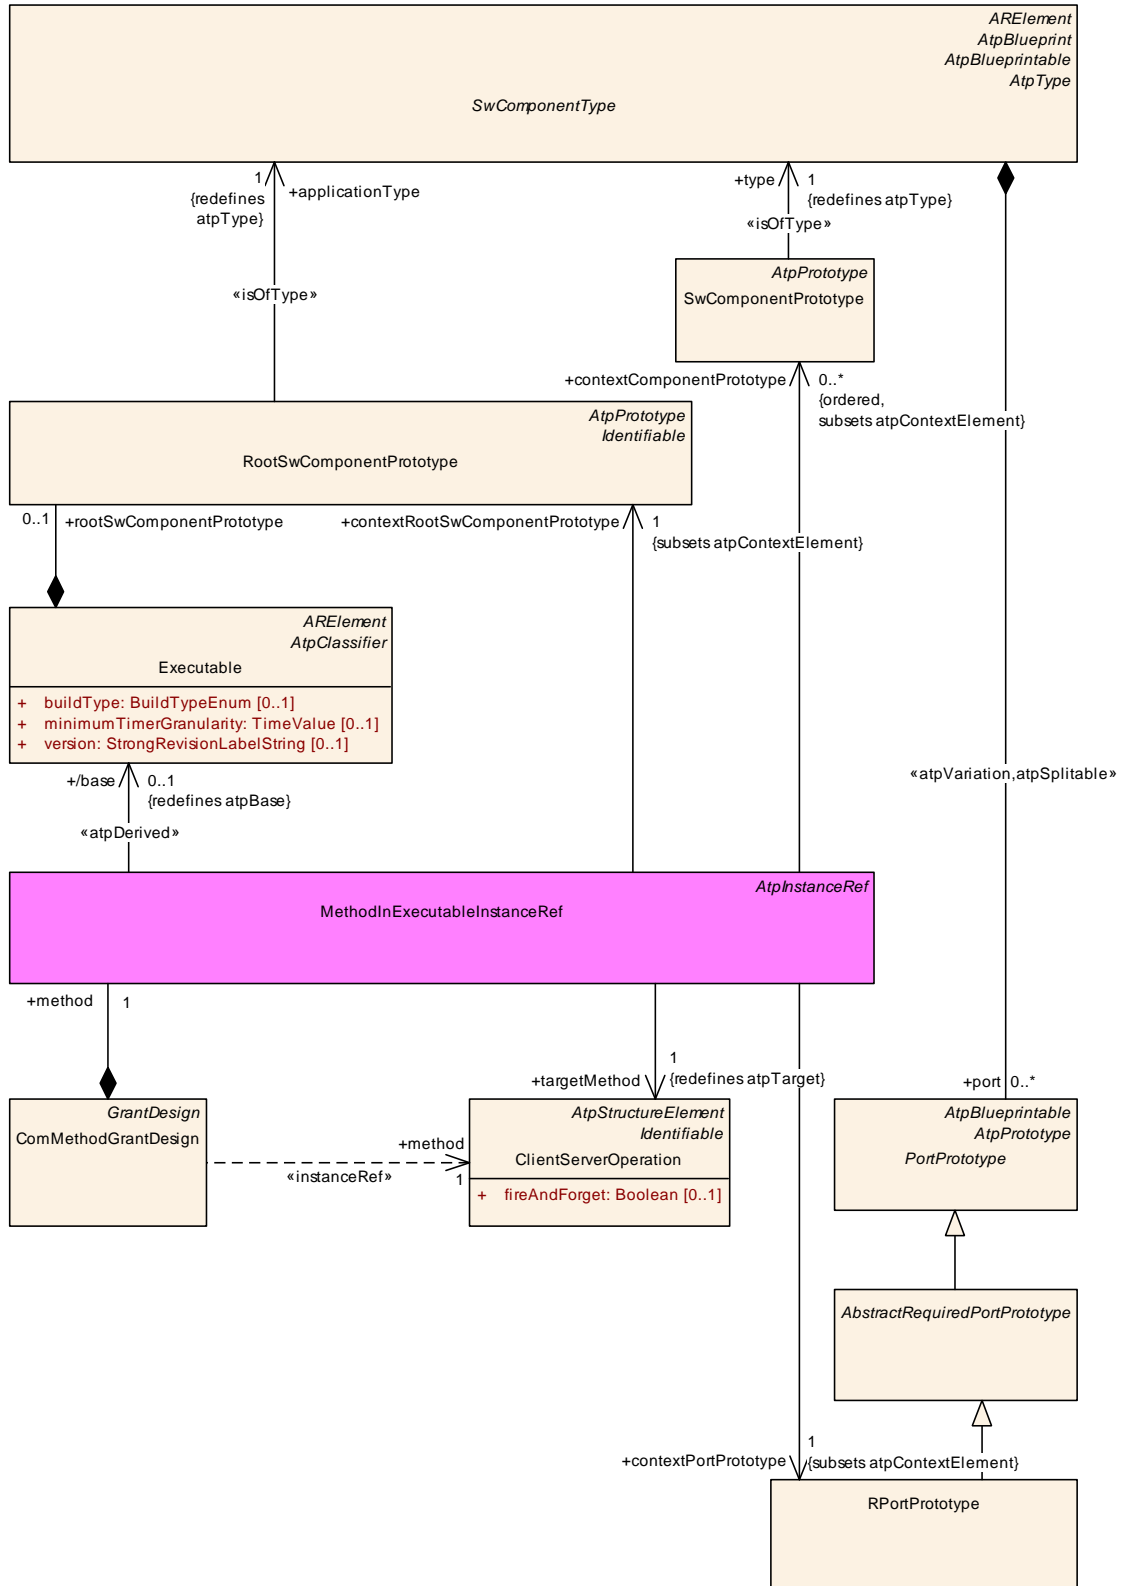 ARElement
AtpBlueprint
AtpBlueprintable
AtpType
SwComponentType
1
{redefines
atpType}
+applicationType
+type
1
{redefines atpType}
«isOfType»
AtpPrototype
SwComponentPrototype
«isOfType»
+contextComponentPrototype
0..*
{ordered,
subsets atpContextElement}
AtpPrototype
Identifiable
RootSwComponentPrototype
0..1
+rootSwComponentPrototype
+contextRootSwComponentPrototype
1
{subsets atpContextElement}
ARElement
AtpClassifier
Executable
+ buildType: BuildTypeEnum [0..1]
+ minimumTimerGranularity: TimeValue [0..1]
+ version: StrongRevisionLabelString [0..1]
+/base
0..1
{redefines atpBase}
«atpDerived»
«atpVariation,atpSplitable»
AtpInstanceRef
MethodInExecutableInstanceRef
+method
1
+targetMethod
1
{redefines atpTarget}
+port
0..*
GrantDesign
ComMethodGrantDesign
«instanceRef»
+method
1
AtpStructureElement
Identifiable
ClientServerOperation
+ fireAndForget: Boolean [0..1]
AtpBlueprintable
AtpPrototype
PortPrototype
AbstractRequiredPortPrototype
+contextPortPrototype
1
{subsets atpContextElement}
RPortPrototype